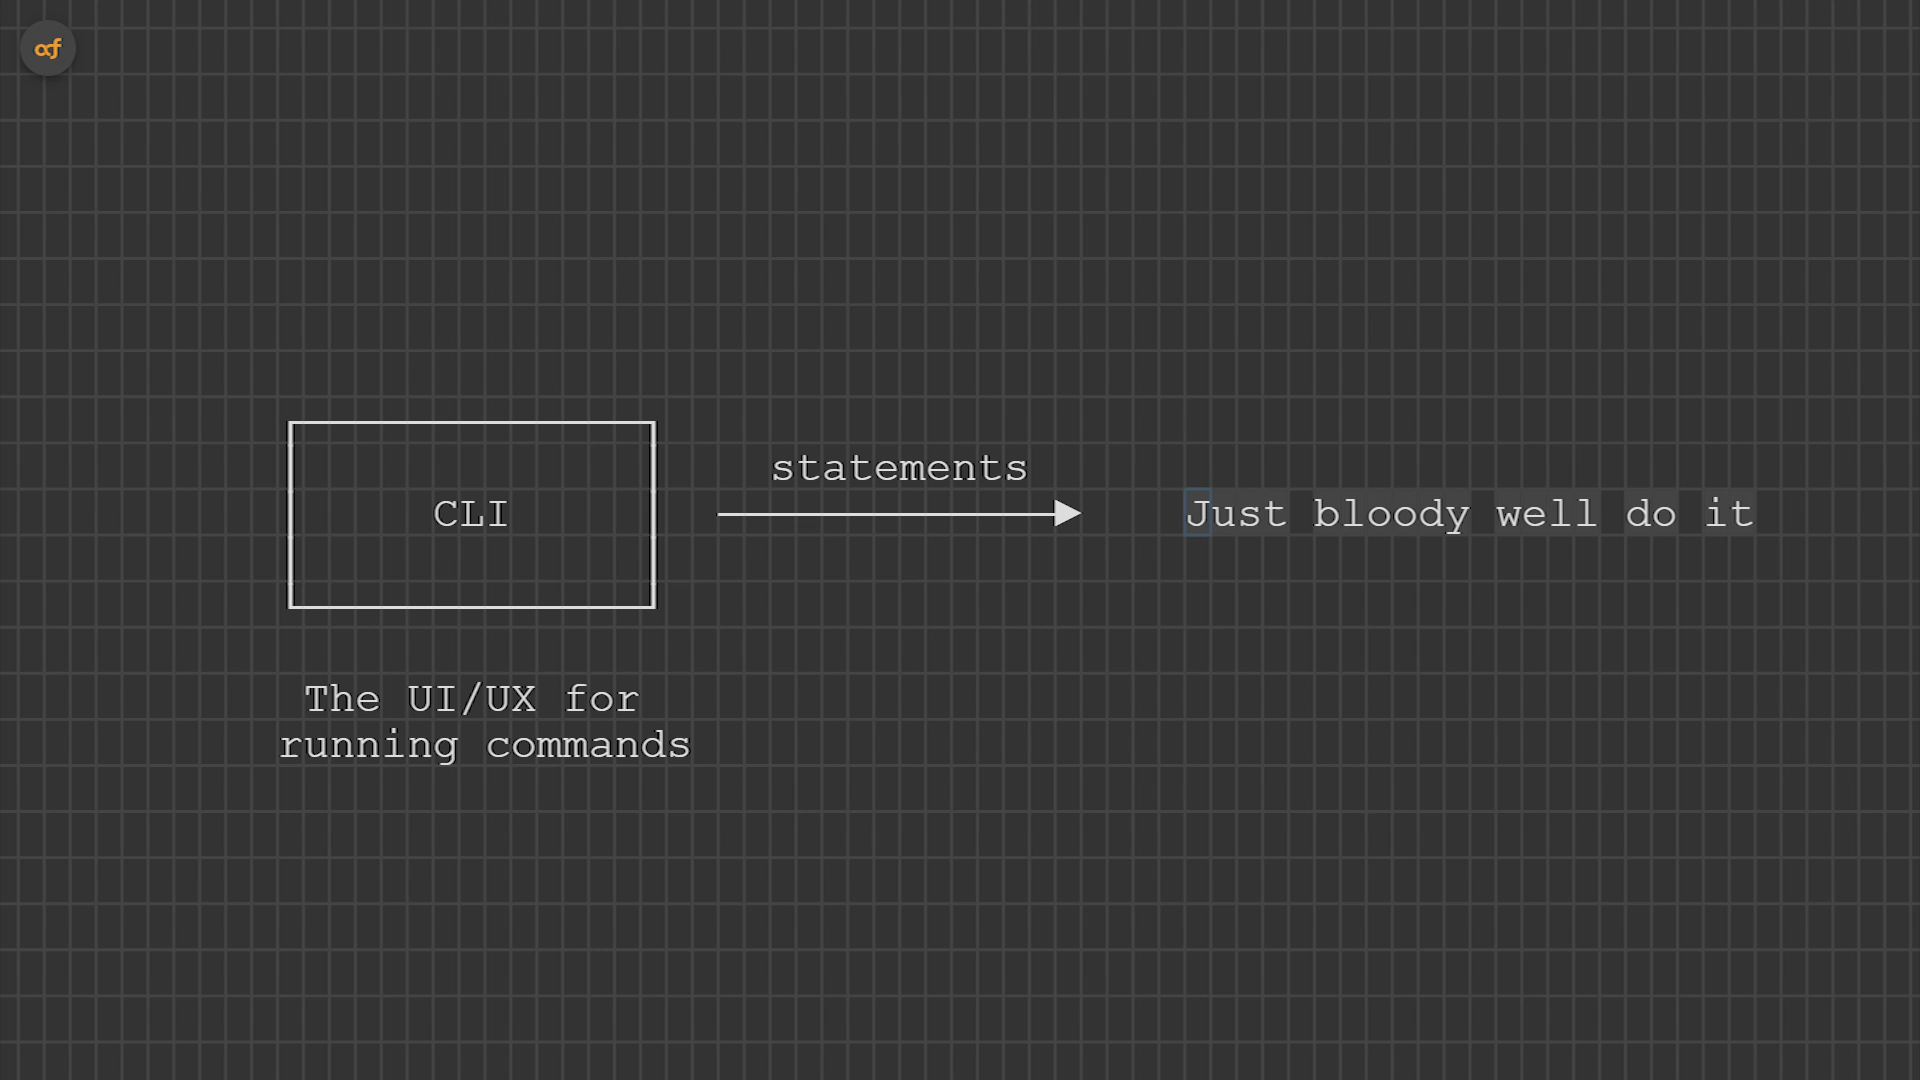 statements
CLI
Just bloody well do it
The UI/UX for
running commands